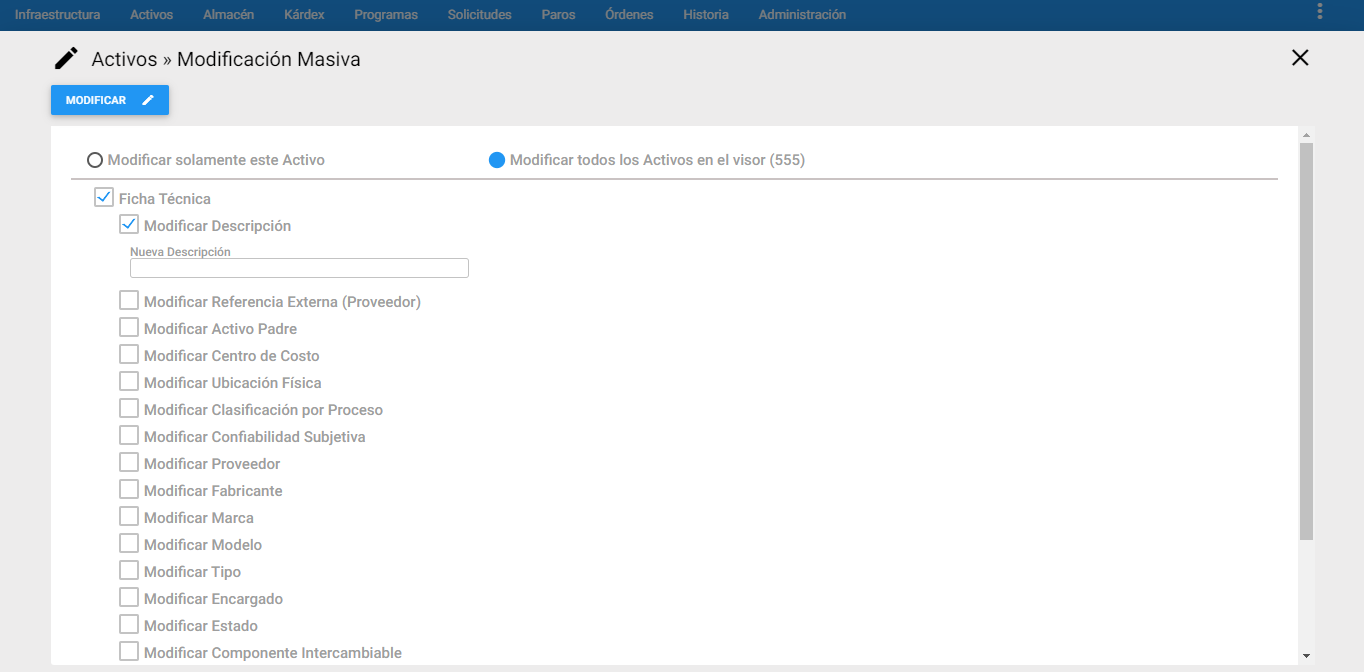 Infraestructura Activos Almacén Kárdex Programas Solicitudes Paros Órdenes Historia Administración
Activos » Modificación Masiva
MODIFICAR
Modificar solamente este Activo Modificar todos los Activos en el visor (555)
Ficha Técnica
Modificar Descripción
Nueva Descripción
Modificar Referencia Externa (Proveedor)
Modificar Activo Padre
Modificar Centro de Costo
Modificar Ubicación Física
Modificar Clasificación por Proceso
Modificar Confiabilidad Subjetiva
Modificar Proveedor
Modificar Fabricante
Modificar Marca
Modificar Modelo
Modificar Tipo
Modificar Encargado
Modificar Estado
Modificar Componente Intercambiable